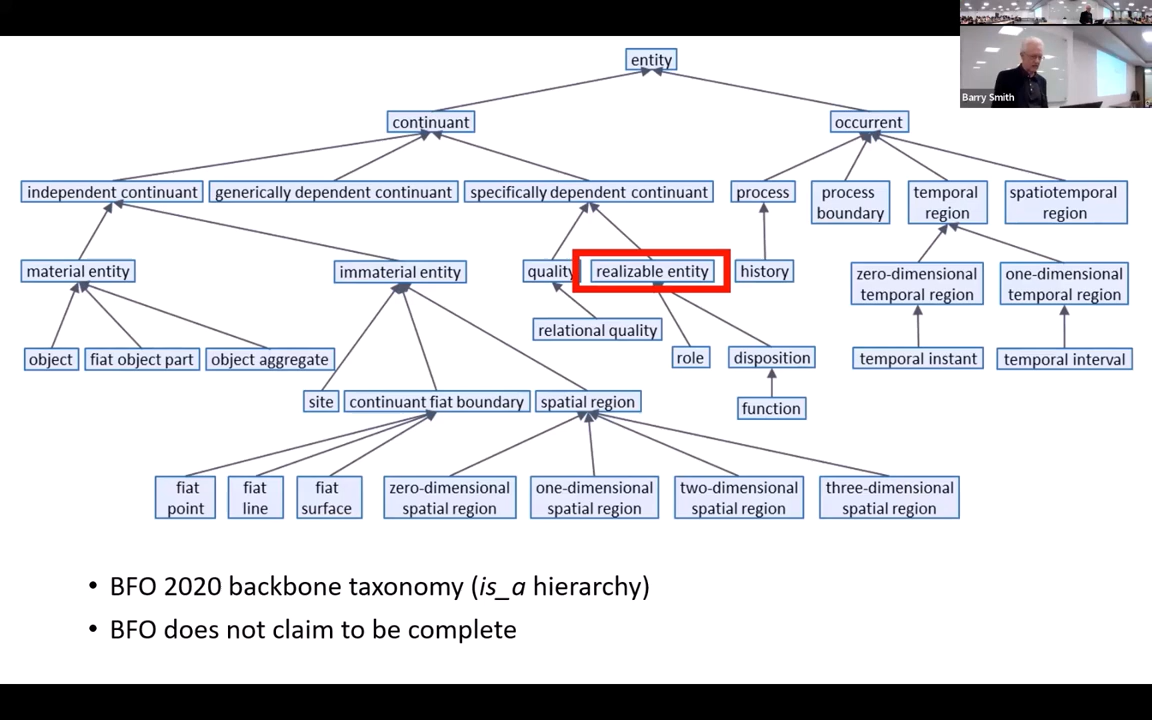 Barry Smith
entity
continuant
occurrent
independent continuant
generically dependent continuant
specifically dependent continuant
process
process
boundary
temporal
region
spatiotemporal
region
material entity
immaterial entity
quality
realizable entity
history
zero-dimensional
temporal region
one-dimensional
temporal region
relational quality
object
fiat object part
object aggregate
role
disposition
temporal instant
temporal interval
site
continuant fiat boundary
spatial region
function
fiat
point
fiat
line
fiat
surface
zero-dimensional
spatial region
one-dimensional
spatial region
two-dimensional
spatial region
three-dimensional
spatial region
• BFO 2020 backbone taxonomy (is_a hierarchy)
• BFO does not claim to be complete